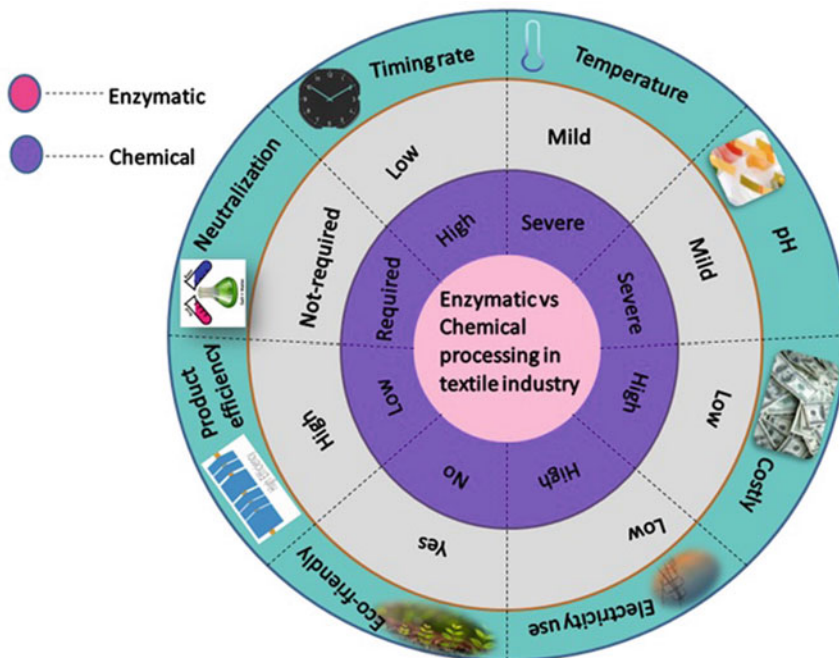 Enzymatic
Chemical
Timing rate
Temperature
pH
Costly
Electricity use
Eco-friendly
Product
efficiency
Neutralization
Low
Mild
Mild
Low
Low
Yes
High
Not-required
High
Severe
Severe
High
High
No
Low
Required
Enzymatic vs
Chemical
processing in
textile industry